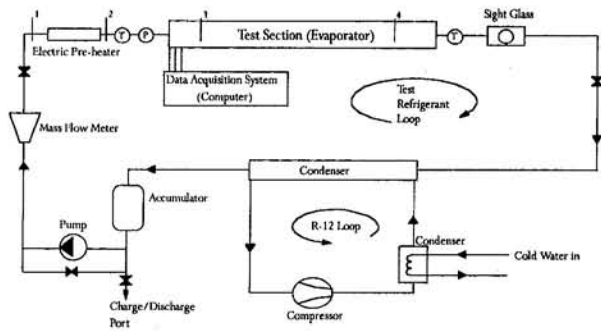 1
2
3
4
Sight Glass
Electric Pre-heater
T
P
Test Section (Evaporator)
T
Data Acquisition System
(Computer)
Test
Refrigerant
Loop
Mass Flow Meter
Condenser
Accumulator
Pump
R-12 Loop
Condenser
Cold Water in
Charge/Discharge
Port
Compressor